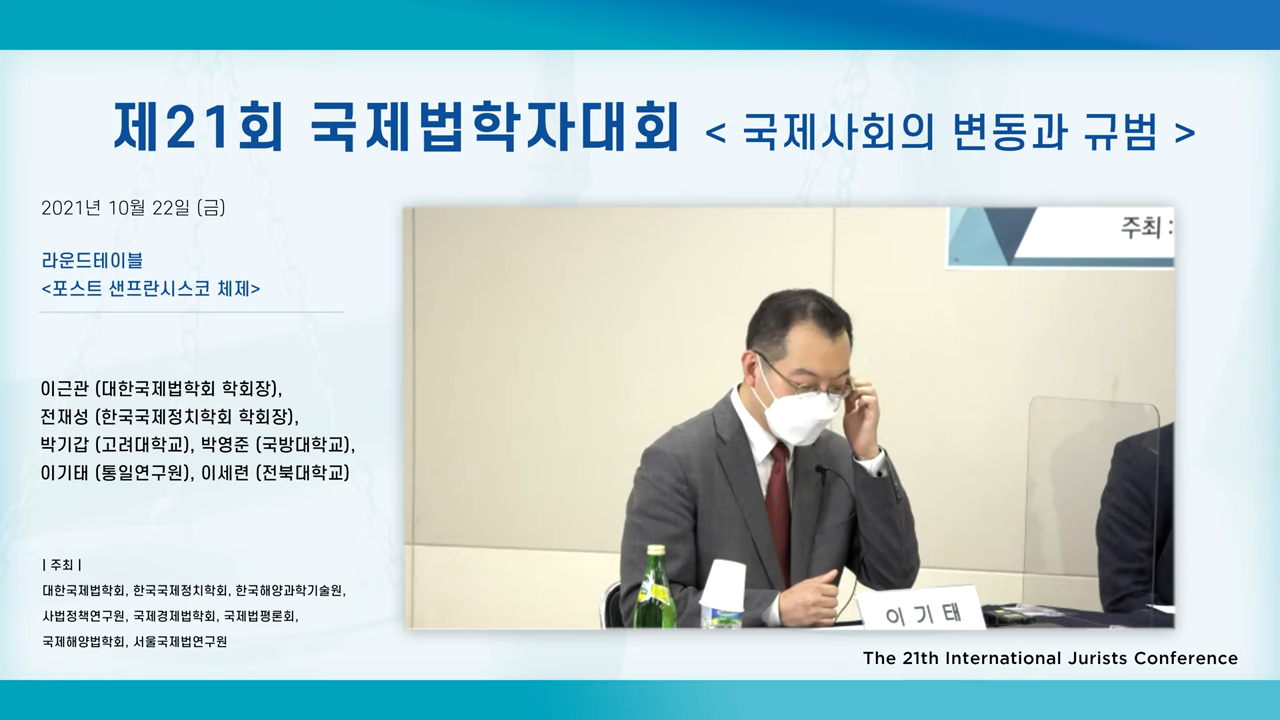 제21회 국제법학자대회 < 국제사회의 변동과 규범 >
2021년 10월 22일 (금)
라운드테이블
<포스트 샌프란시스코 체제>
이근관 (대한국제법학회 학회장),
전재성 (한국국제정치학회 학회장),
박기갑 (고려대학교), 박영준 (국방대학교),
이기태 (통일연구원), 이세련 (전북대학교)
| 주최 |
대한국제법학회, 한국국제정치학회, 한국해양과학기술원,
사법정책연구원, 국제경제법학회, 국제법평론회,
국제해양법학회, 서울국제법연구원
주최 :
이 기 태
The 21th International Jurists Conference